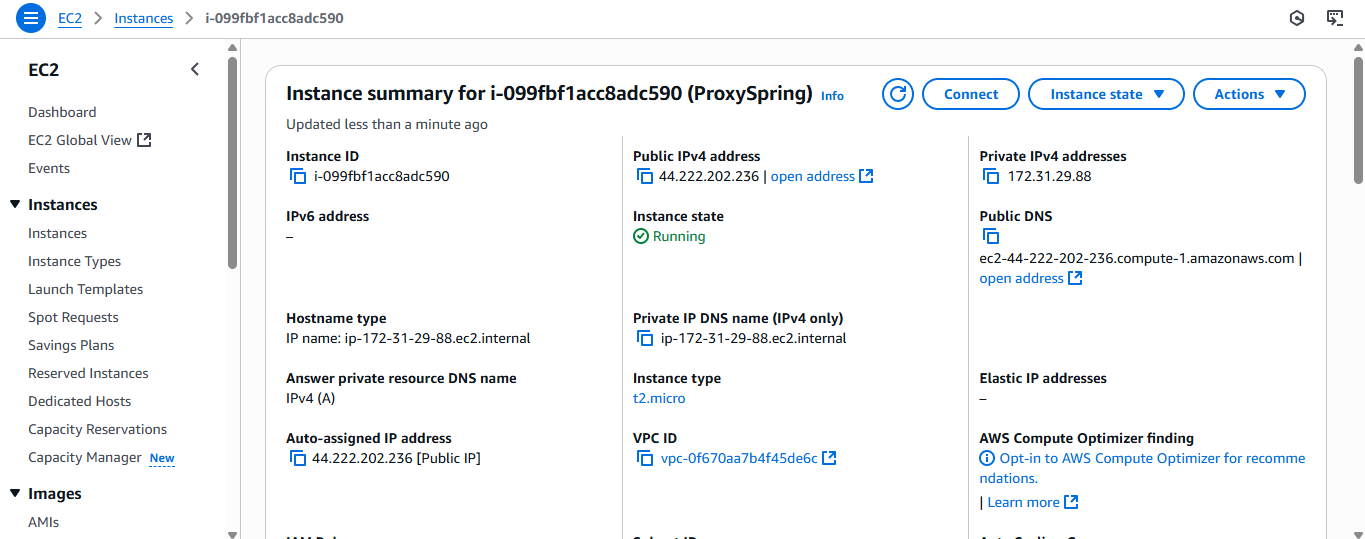 EC2 > Instances > i-099fbf1acc8adc590
EC2
Dashboard
EC2 Global View
Events
Instances
Instances
Instance Types
Launch Templates
Spot Requests
Savings Plans
Reserved Instances
Dedicated Hosts
Capacity Reservations
Capacity Manager New
Images
AMIs
Instance summary for i-099fbf1acc8adc590 (ProxySpring) Info
Connect
Instance state
Actions
Updated less than a minute ago
Instance ID
i-099fbf1acc8adc590
Public IPv4 address
44.222.202.236 | open address
Private IPv4 addresses
172.31.29.88
IPv6 address
–
Instance state
Running
Public DNS
ec2-44-222-202-236.compute-1.amazonaws.com |
open address
Hostname type
IP name: ip-172-31-29-88.ec2.internal
Private IP DNS name (IPv4 only)
ip-172-31-29-88.ec2.internal
Answer private resource DNS name
IPv4 (A)
Instance type
t2.micro
Elastic IP addresses
–
Auto-assigned IP address
44.222.202.236 [Public IP]
VPC ID
vpc-0f670aa7b4f45de6c
AWS Compute Optimizer finding
Opt-in to AWS Compute Optimizer for recomme
ndations.
| Learn more